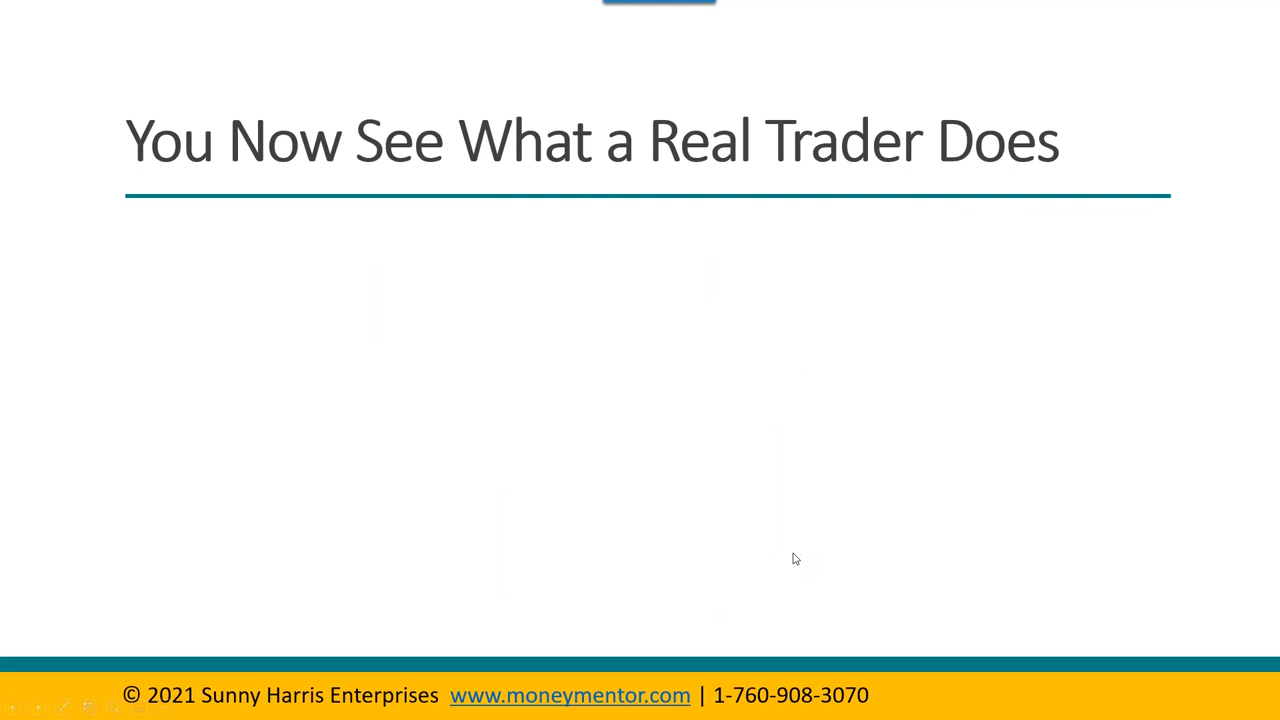 You Now See What a Real Trader Does
© 2021 Sunny Harris Enterprises www.moneymentor.com | 1-760-908-3070